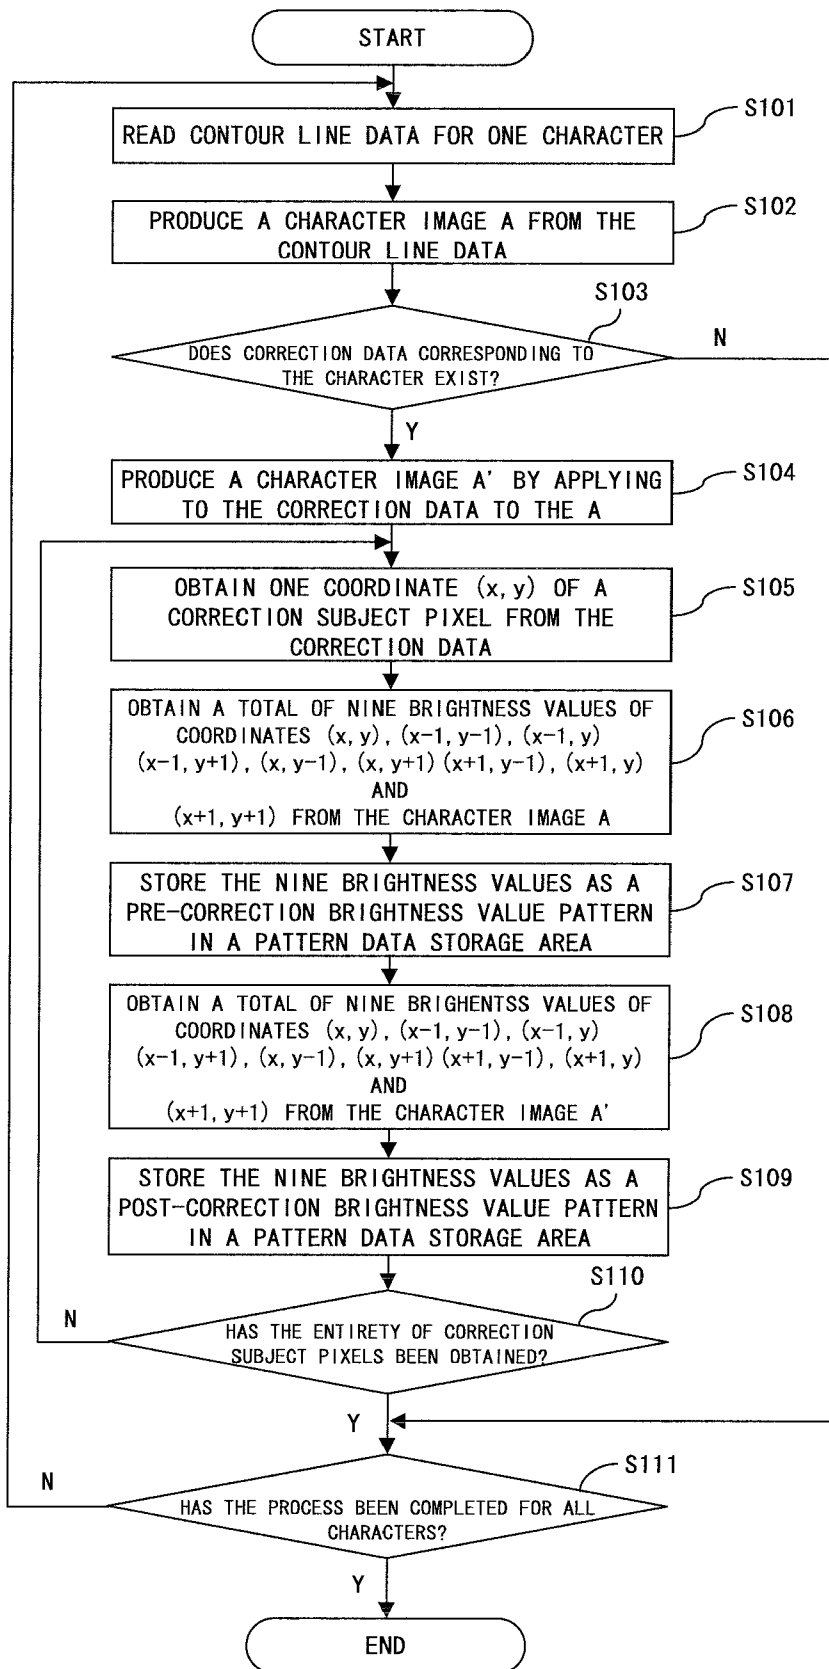 START
READ CONTOUR LINE DATA FOR ONE CHARACTER
S101
PRODUCE A CHARACTER IMAGE A FROM THE
CONTOUR LINE DATA
S102
S103
DOES CORRECTION DATA CORRESPONDING TO
THE CHARACTER EXIST?
N
Y
PRODUCE A CHARACTER IMAGE A' BY APPLYING
TO THE CORRECTION DATA TO THE A
S104
OBTAIN ONE COORDINATE (x, y) OF A
CORRECTION SUBJECT PIXEL FROM THE
CORRECTION DATA
S105
OBTAIN A TOTAL OF NINE BRIGHTNESS VALUES OF
COORDINATES (x, y), (x-1, y-1), (x-1, y)
(x-1, y+1), (x, y-1), (x, y+1) (x+1, y-1), (x+1, y)
AND
(x+1, y+1) FROM THE CHARACTER IMAGE A
S106
STORE THE NINE BRIGHTNESS VALUES AS A
PRE-CORRECTION BRIGHTNESS VALUE PATTERN
IN A PATTERN DATA STORAGE AREA
S107
OBTAIN A TOTAL OF NINE BRIGHENTSS VALUES OF
COORDINATES (x, y), (x-1, y-1), (x-1, y)
(x-1, y+1), (x, y-1), (x, y+1) (x+1, y-1), (x+1, y)
AND
(x+1, y+1) FROM THE CHARACTER IMAGE A'
S108
STORE THE NINE BRIGHTNESS VALUES AS A
POST-CORRECTION BRIGHTNESS VALUE PATTERN
IN A PATTERN DATA STORAGE AREA
S109
S110
N
HAS THE ENTIRETY OF CORRECTION
SUBJECT PIXELS BEEN OBTAINED?
Y
S111
N
HAS THE PROCESS BEEN COMPLETED FOR ALL
CHARACTERS?
Y
END